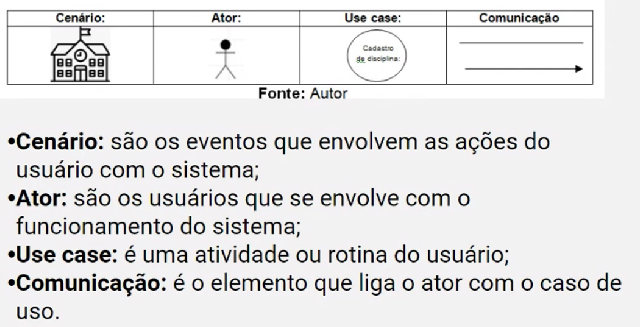 Cenário: Ator: Use case: Comunicação
Cadastro
de disciplina:
Fonte: Autor
•Cenário: são os eventos que envolvem as ações do
usuário com o sistema;
•Ator: são os usuários que se envolve com o
funcionamento do sistema;
•Use case: é uma atividade ou rotina do usuário;
•Comunicação: é o elemento que liga o ator com o caso de
uso.